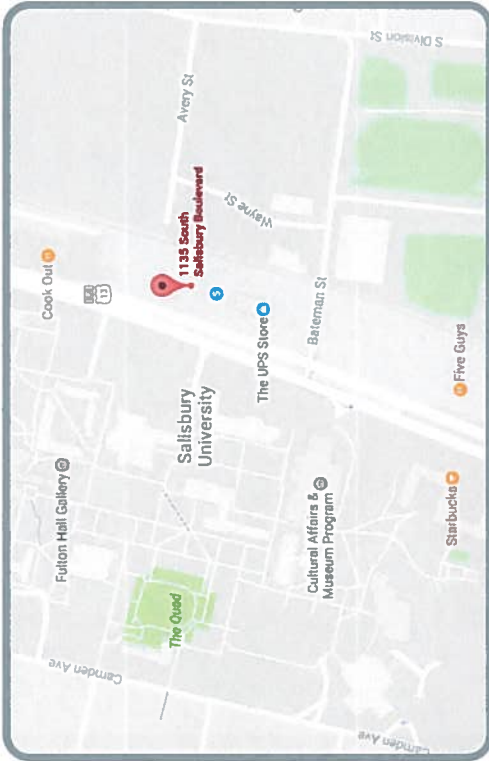 Cook Out
Fulton Hall Gallery
Camden Ave
13
The Quad
Salisbury
University
1135 South
Salisbury Boulevard
Avery St
Wayne St
The UPS Store
Cultural Affairs &
Museum Program
Bateman St
Camden Ave
S Division St
Starbucks
Five Guys